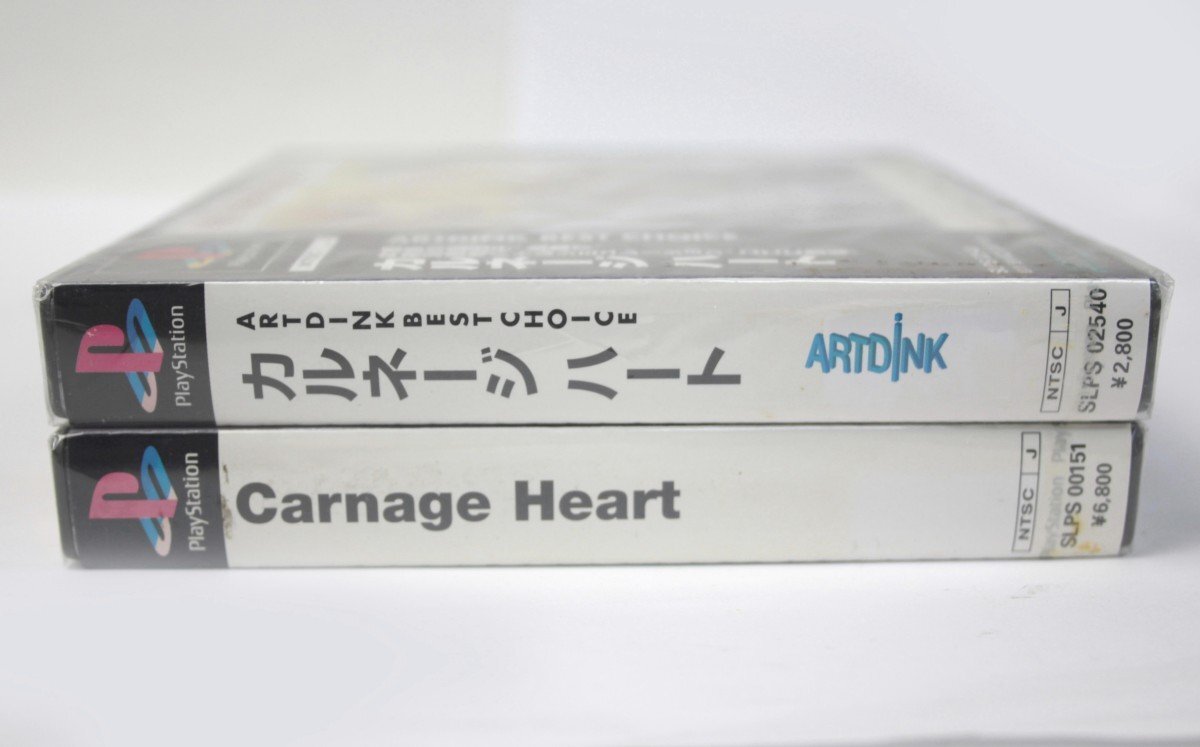 PlayStation
ARTDINK BEST CHOICE
カルネージ ハート
ARTDINK
NTSC J
SLPS 02540
¥2,800
PlayStation
Carnage Heart
NTSC J
SLPS 00151
¥6,800